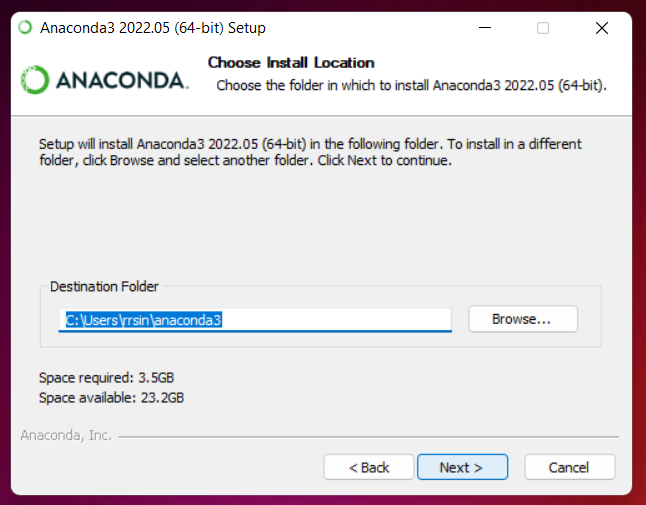 Anaconda3 2022.05 (64-bit) Setup
ANACONDA.
Choose Install Location
Choose the folder in which to install Anaconda3 2022.05 (64-bit).
Setup will install Anaconda3 2022.05 (64-bit) in the following folder. To install in a different
folder, click Browse and select another folder. Click Next to continue.
Destination Folder
C:\Users\rrsin\anaconda3
Browse...
Space required: 3.5GB
Space available: 23.2GB
Anaconda, Inc.
< Back
Next >
Cancel